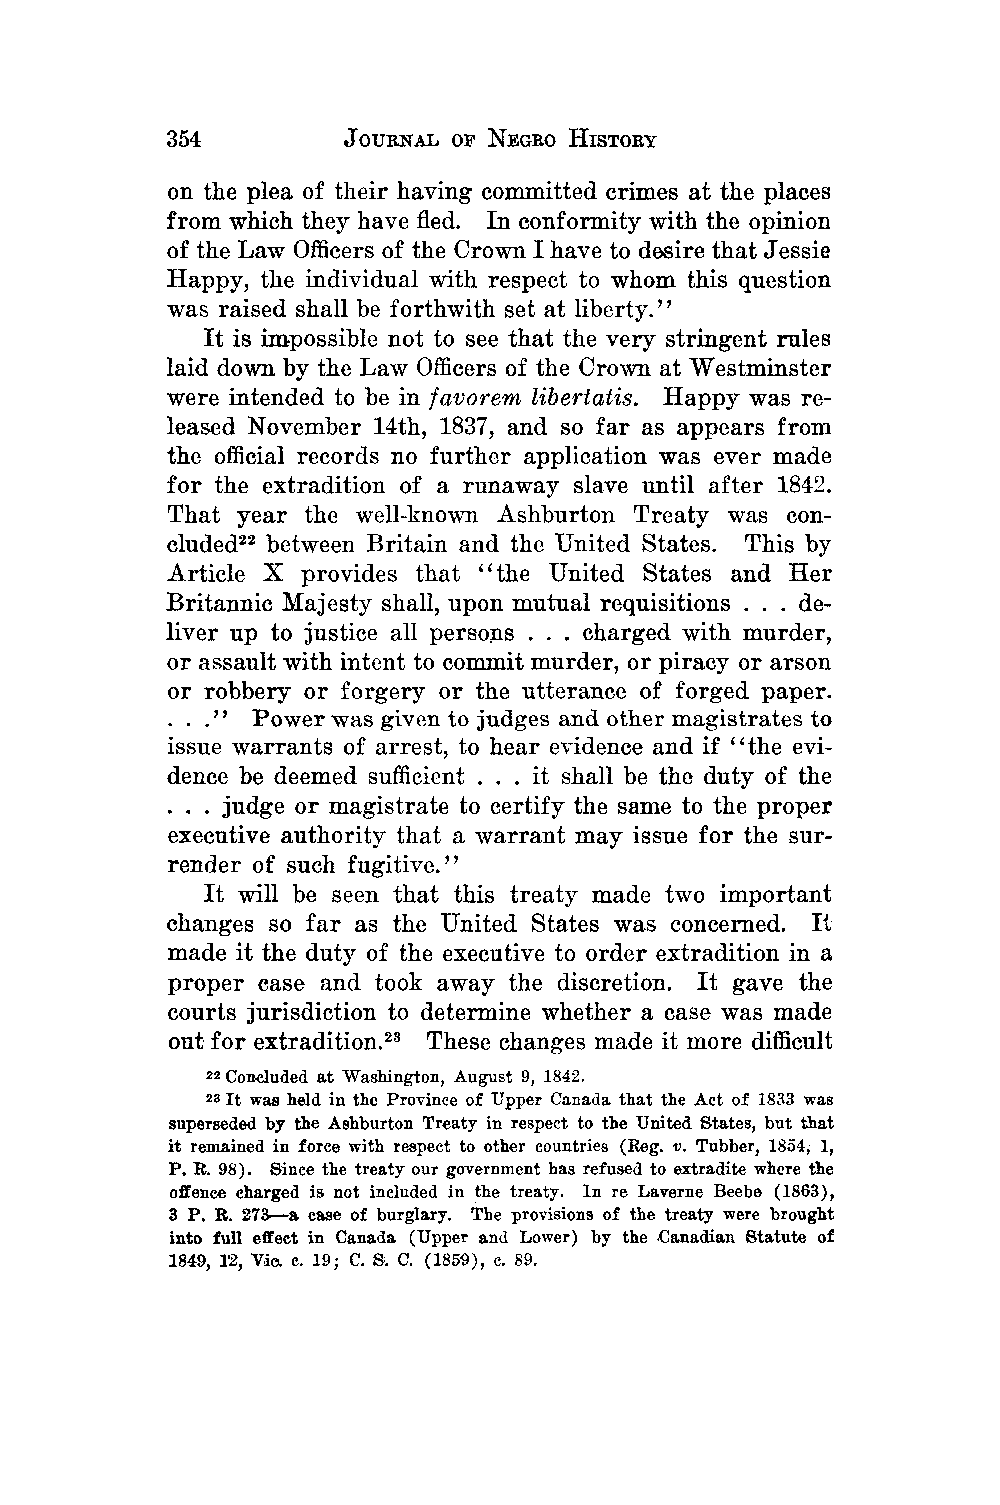 354 JOURNAL OF NEGRO HISTORY
on the plea of their having committed crimes at the places
from which they have fled. In conformity with the opinion
of the Law Officers of the Crown I have to desire that Jessie
Happy, the individual with respect to whom this question
was raised shall be forthwith set at liberty.''
It is impossible not to see that the very stringent rules
laid down by the Law Officers of the Crown at Westminster
were intended to be in favorem libertatis. Happy was re-
leased November 14th, 1837, and so far as appears from
the official records no further application was ever made
for the extradition of a runaway slave until after 1842.
That year the well-known Ashburton Treaty was con-
cluded²² between Britain and the United States. This by
Article X provides that ''the United States and Her
Britannic Majesty shall, upon mutual requisitions . . . de-
liver up to justice all persons . . . charged with murder,
or assault with intent to commit murder, or piracy or arson
or robbery or forgery or the utterance of forged paper.
. . .'' Power was given to judges and other magistrates to
issue warrants of arrest, to hear evidence and if ''the evi-
dence be deemed sufficient . . . it shall be the duty of the
. . . judge or magistrate to certify the same to the proper
executive authority that a warrant may issue for the sur-
render of such fugitive.''
It will be seen that this treaty made two important
changes so far as the United States was concerned. It
made it the duty of the executive to order extradition in a
proper case and took away the discretion. It gave the
courts jurisdiction to determine whether a case was made
out for extradition.²³ These changes made it more difficult
²² Concluded at Washington, August 9, 1842.
²³ It was held in the Province of Upper Canada that the Act of 1833 was
superseded by the Ashburton Treaty in respect to the United States, but that
it remained in force with respect to other countries (Reg. v. Tubber, 1854, 1,
P. R. 98). Since the treaty our government has refused to extradite where the
offence charged is not included in the treaty. In re Laverne Beebe (1863),
3 P. R. 273—a case of burglary. The provisions of the treaty were brought
into full effect in Canada (Upper and Lower) by the Canadian Statute of
1849, 12, Vic. c. 19; C. S. C. (1859), c. 89.